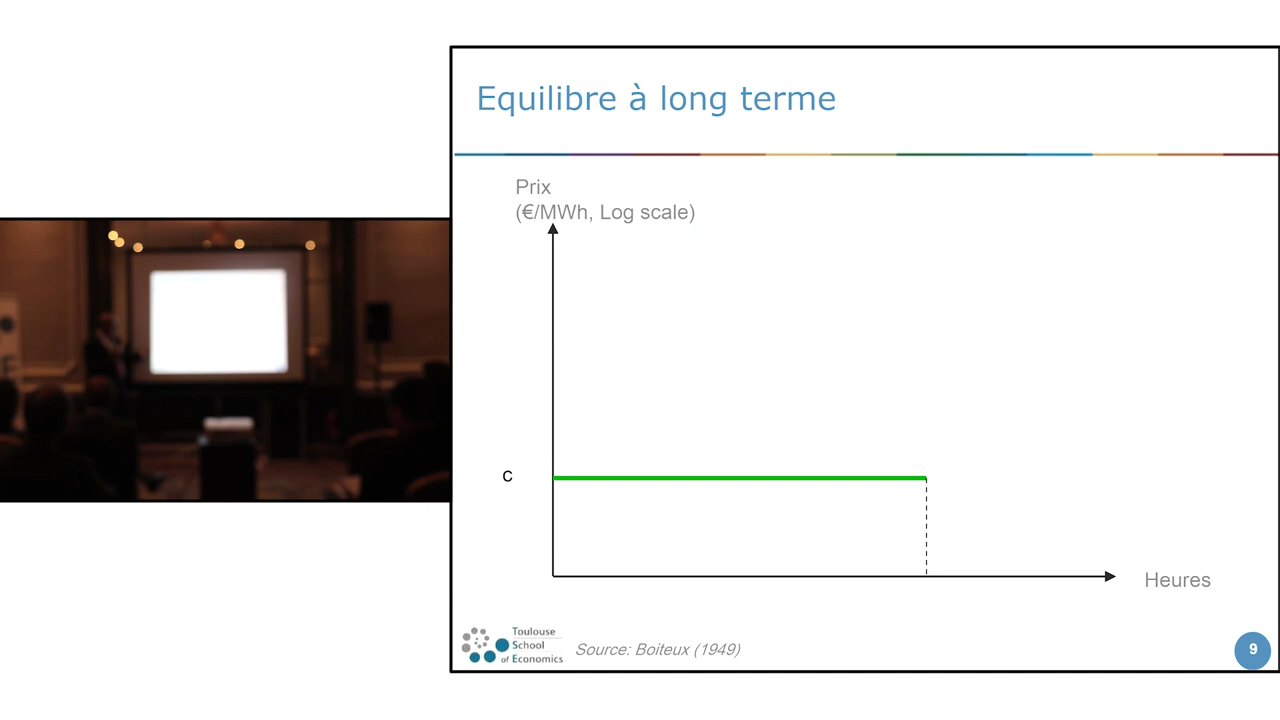 Equilibre à long terme
Prix
(€/MWh, Log scale)
c
Heures
Toulouse
School
of Economics
Source: Boiteux (1949)
9